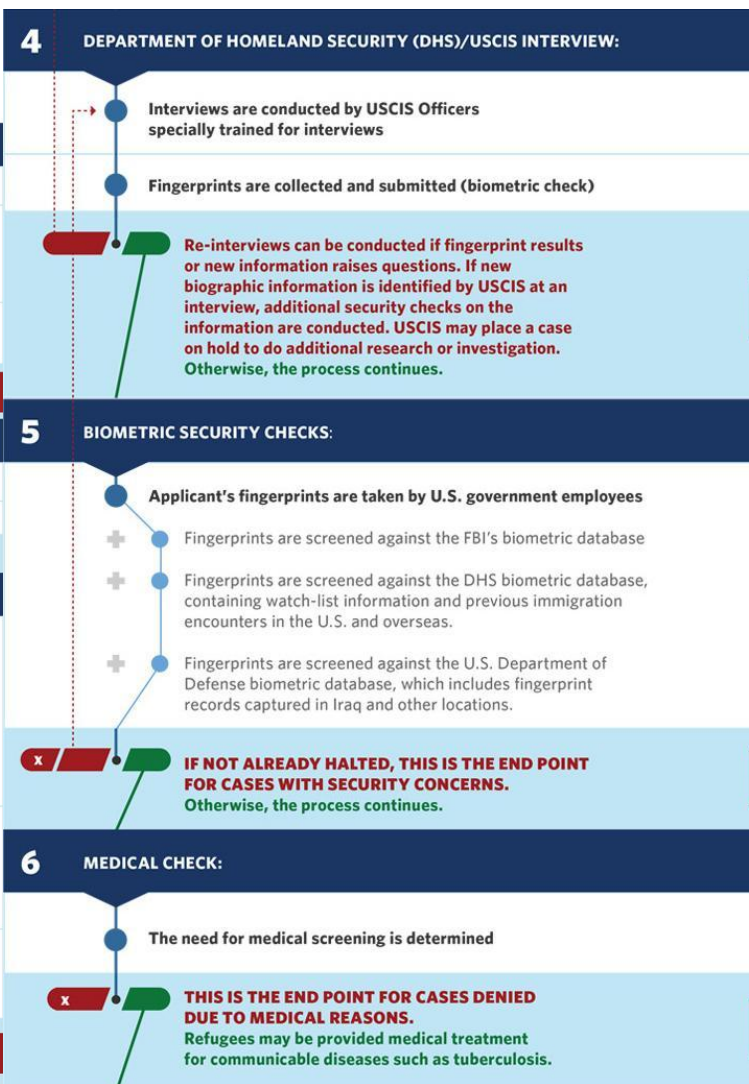 4 DEPARTMENT OF HOMELAND SECURITY (DHS)/USCIS INTERVIEW:
Interviews are conducted by USCIS Officers
specially trained for interviews
Fingerprints are collected and submitted (biometric check)
Re-interviews can be conducted if fingerprint results
or new information raises questions. If new
biographic information is identified by USCIS at an
interview, additional security checks on the
information are conducted. USCIS may place a case
on hold to do additional research or investigation.
Otherwise, the process continues.
5 BIOMETRIC SECURITY CHECKS:
Applicant's fingerprints are taken by U.S. government employees
Fingerprints are screened against the FBI's biometric database
Fingerprints are screened against the DHS biometric database,
containing watch-list information and previous immigration
encounters in the U.S. and overseas.
Fingerprints are screened against the U.S. Department of
Defense biometric database, which includes fingerprint
records captured in Iraq and other locations.
x
IF NOT ALREADY HALTED, THIS IS THE END POINT
FOR CASES WITH SECURITY CONCERNS.
Otherwise, the process continues.
6 MEDICAL CHECK:
The need for medical screening is determined
x
THIS IS THE END POINT FOR CASES DENIED
DUE TO MEDICAL REASONS.
Refugees may be provided medical treatment
for communicable diseases such as tuberculosis.